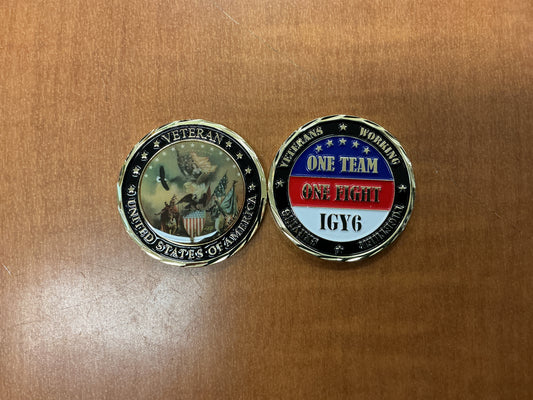 VETERAN
UNITED STATES OF AMERICA
VETERANS WORKING
ONE TEAM
ONE FIGHT
IGY6